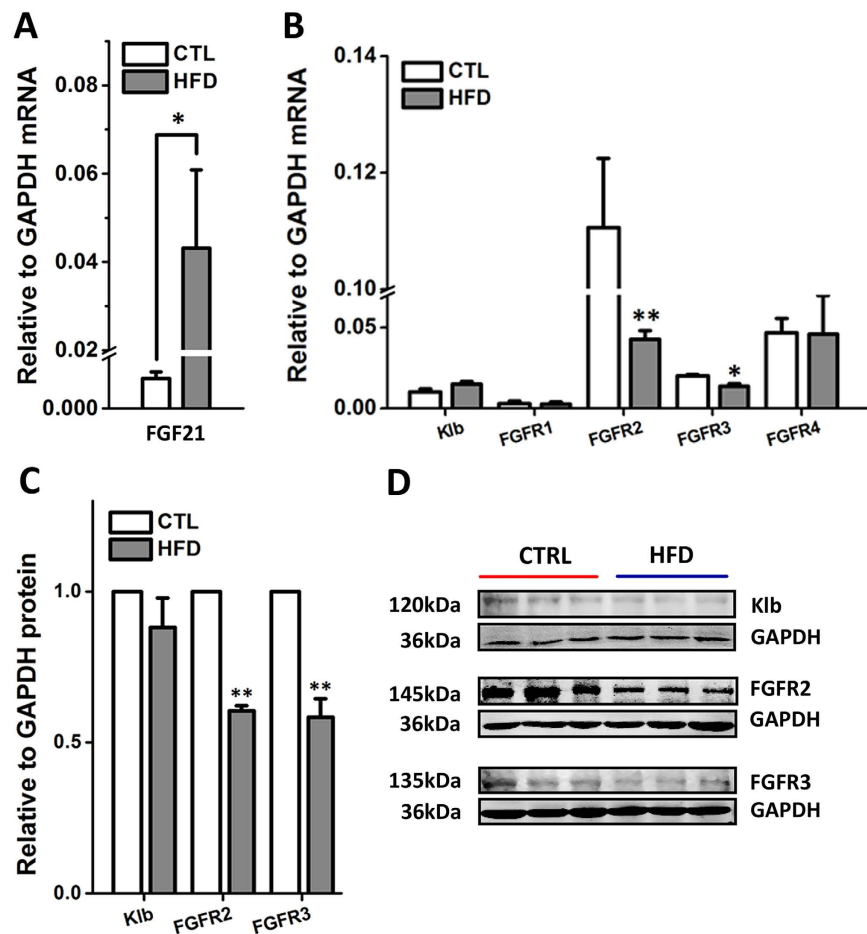 A
Relative to GAPDH mRNA
CTL
HFD
*
0.08
0.06
0.04
0.02
0.000
FGF21
B
Relative to GAPDH mRNA
CTL
HFD
0.14
0.12
0.10
0.05
0.00
**
*
Klb
FGFR1
FGFR2
FGFR3
FGFR4
C
Relative to GAPDH protein
CTL
HFD
1.0
0.5
0.0
**
**
Klb
FGFR2
FGFR3
D
CTRL HFD
120kDa Klb
36kDa GAPDH
145kDa FGFR2
36kDa GAPDH
135kDa FGFR3
36kDa GAPDH